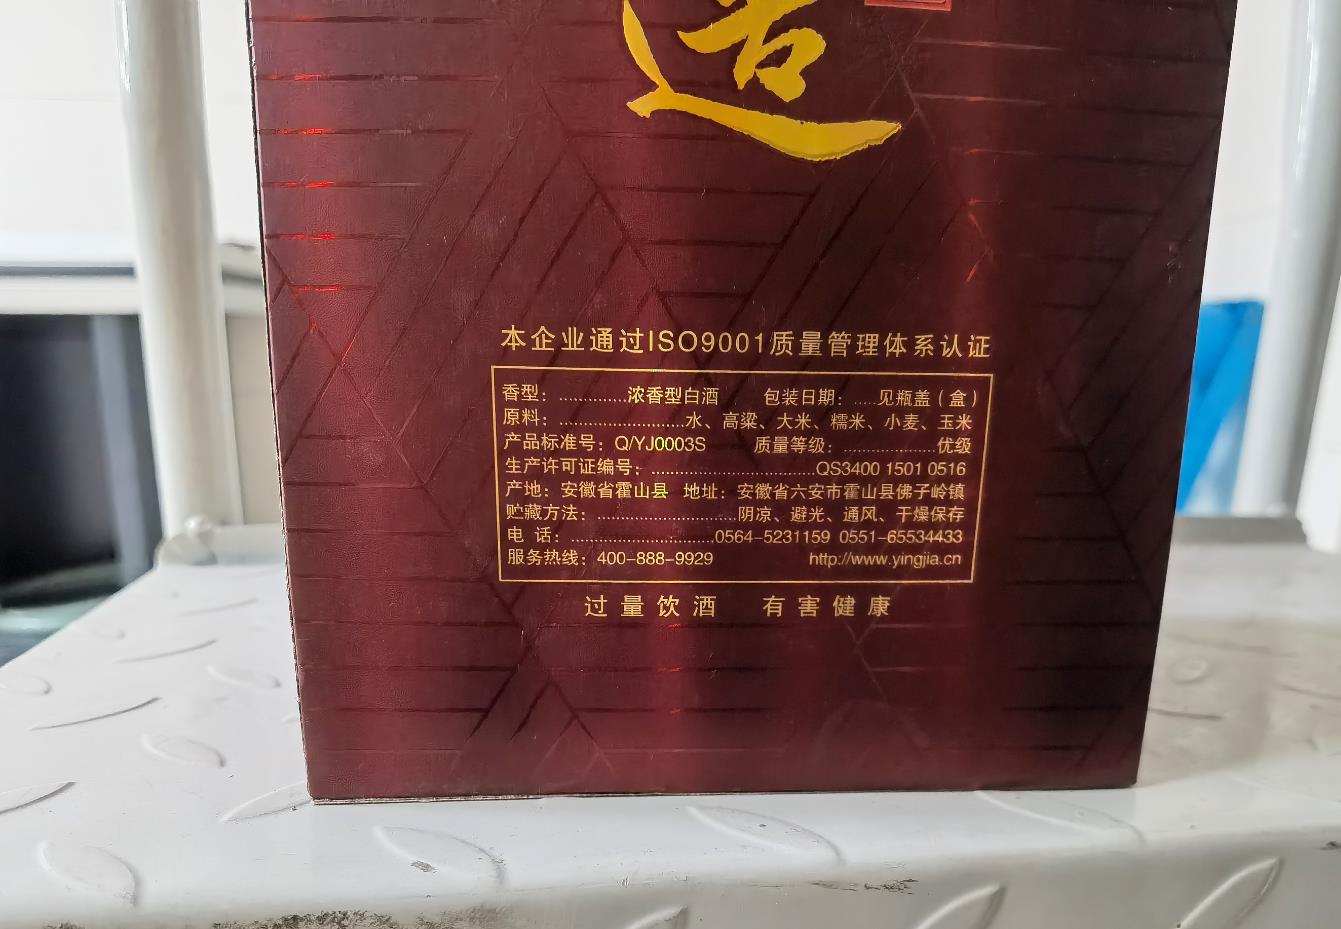 本企业通过ISO9001质量管理体系认证
香型：.............浓香型白酒 包装日期：.....见瓶盖（盒）
原料：........................水、高粱、大米、糯米、小麦、玉米
产品标准号：Q/YJ0003S 质量等级：...................优级
生产许可证编号：..................................QS3400 1501 0516
产地：安徽省霍山县 地址：安徽省六安市霍山县佛子岭镇
贮藏方法：.............................阴凉、避光、通风、干燥保存
电 话：..............................0564-5231159 0551-65534433
服务热线：400-888-9929 http://www.yingjia.cn
过量饮酒 有害健康